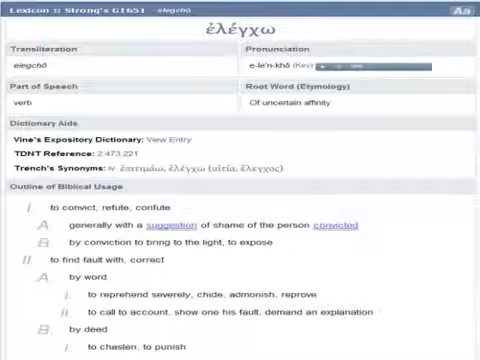 Lexicon :: Strong's G1651 - elegchō
Aa
ἐλέγχω
Transliteration
Pronunciation
elegchō
e-le'n-khō (Key)
Part of Speech
Root Word (Etymology)
verb
Of uncertain affinity
Dictionary Aids
Vine's Expository Dictionary: View Entry
TDNT Reference: 2:473,221
Trench's Synonyms: iv ἐπιτιμάω, ἐλέγχω (αἰτία, ἔλεγχος)
Outline of Biblical Usage
I. to convict, refute, confute
A. generally with a suggestion of shame of the person convicted
B. by conviction to bring to the light, to expose
II. to find fault with, correct
A. by word
i. to reprehend severely, chide, admonish, reprove
ii. to call to account, show one his fault, demand an explanation
B. by deed
i. to chasten, to punish